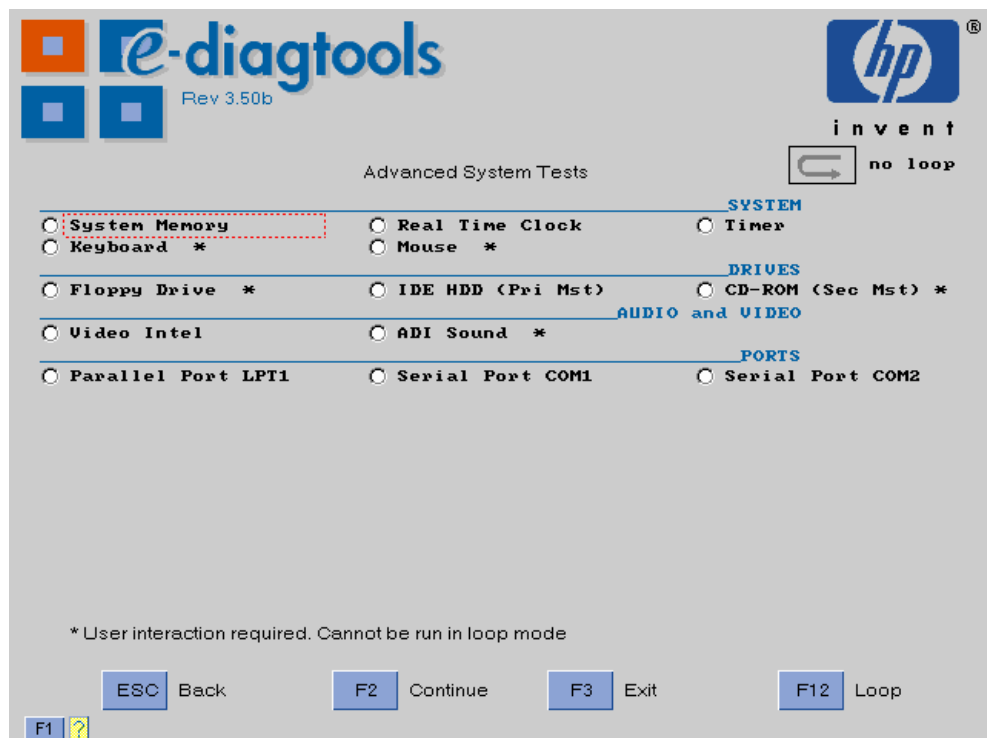 e-diagtools
Rev 3.50b
hp
®
invent
Advanced System Tests
no loop
SYSTEM
System Memory Real Time Clock Timer
Keyboard * Mouse *
DRIVES
Floppy Drive * IDE HDD (Pri Mst) CD-ROM (Sec Mst) *
AUDIO and VIDEO
Video Intel ADI Sound *
PORTS
Parallel Port LPT1 Serial Port COM1 Serial Port COM2
* User interaction required. Cannot be run in loop mode
ESC Back F2 Continue F3 Exit F12 Loop
F1 ?